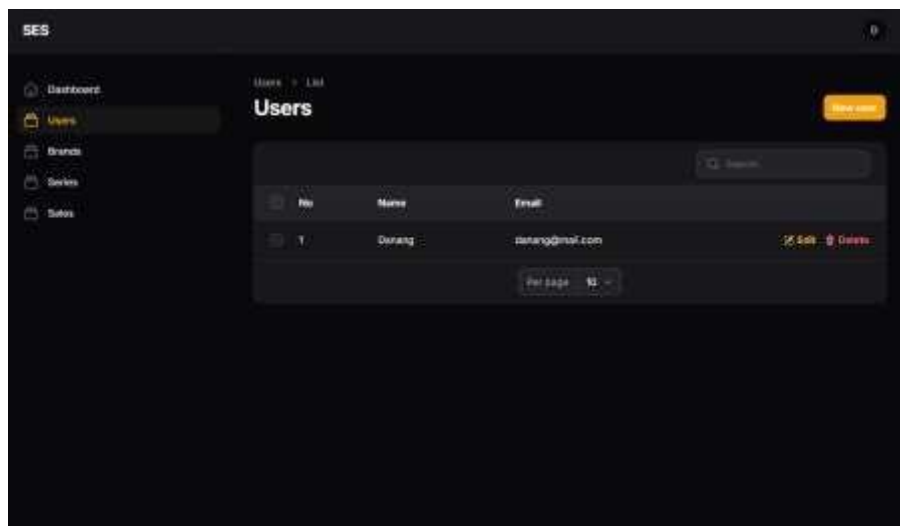 SES
D
Dashboard
Users
Brands
Series
Sales
Users > List
Users
New user
Search
No Name Email
1 Danang danang@mail.com Edit Delete
Per page 10